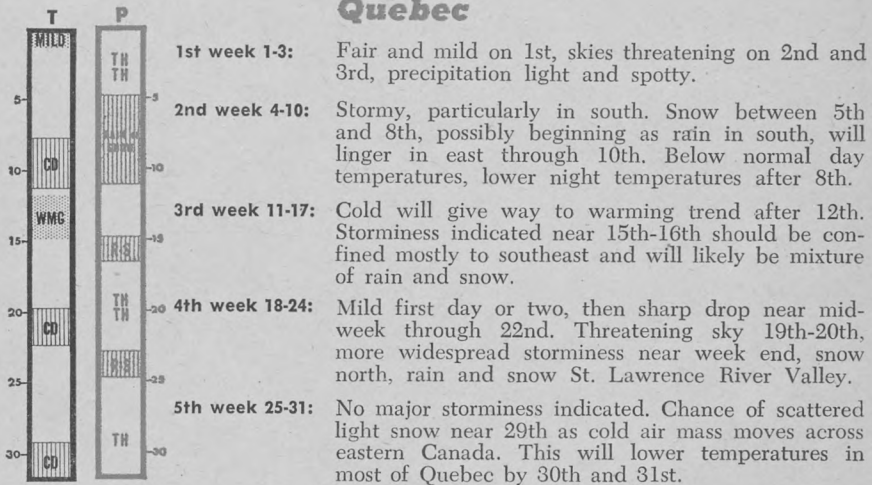 Quebec
T
P
MILD
5-
CD
10-
WMG
15-
20-
CD
25-
30-
CD
TH
TH
-5
RAIN or
SNOW
-10
-15
R-S
TH
TH
-20
R-S
-25
TH
-30
1st week 1-3:
Fair and mild on 1st, skies threatening on 2nd and
3rd, precipitation light and spotty.
2nd week 4-10:
Stormy, particularly in south. Snow between 5th
and 8th, possibly beginning as rain in south, will
linger in east through 10th. Below normal day
temperatures, lower night temperatures after 8th.
3rd week 11-17:
Cold will give way to warming trend after 12th.
Storminess indicated near 15th-16th should be con-
fined mostly to southeast and will likely be mixture
of rain and snow.
4th week 18-24:
Mild first day or two, then sharp drop near mid-
week through 22nd. Threatening sky 19th-20th,
more widespread storminess near week end, snow
north, rain and snow St. Lawrence River Valley.
5th week 25-31:
No major storminess indicated. Chance of scattered
light snow near 29th as cold air mass moves across
eastern Canada. This will lower temperatures in
most of Quebec by 30th and 31st.